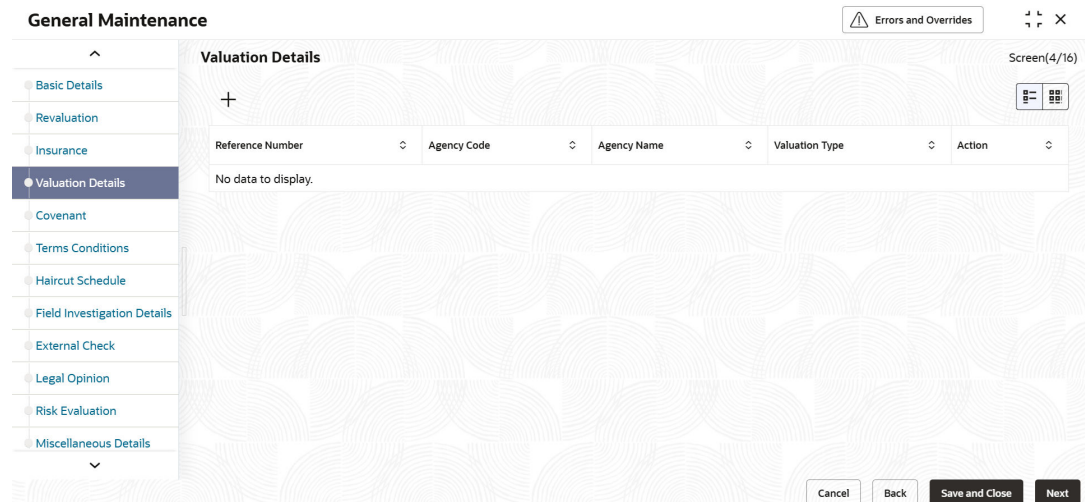 General Maintenance
Errors and Overrides
Basic Details
Revaluation
Insurance
Valuation Details
Covenant
Terms Conditions
Haircut Schedule
Field Investigation Details
External Check
Legal Opinion
Risk Evaluation
Miscellaneous Details
Valuation Details
Screen(4/16)
Reference Number Agency Code Agency Name Valuation Type Action
No data to display.
Cancel Back Save and Close Next